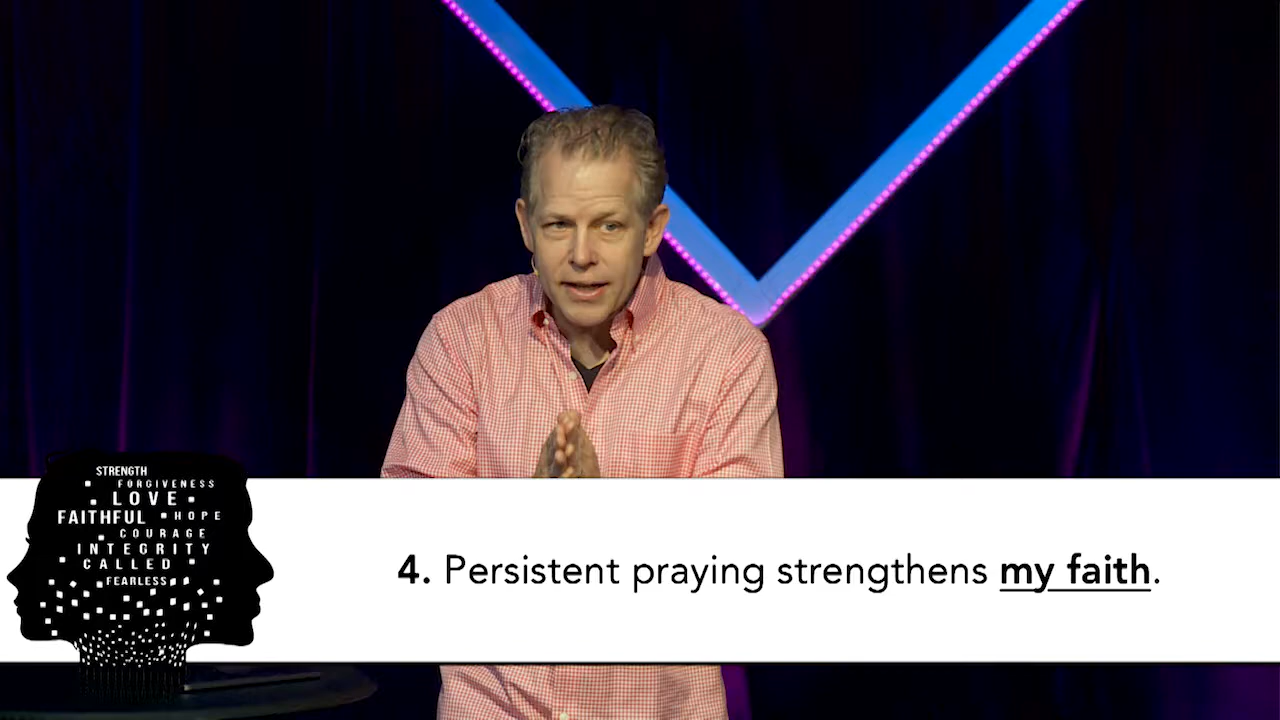 STRENGTH
FORGIVENESS
LOVE
FAITHFUL HOPE
COURAGE
INTEGRITY
CALLED
FEARLESS
4. Persistent praying strengthens my faith.